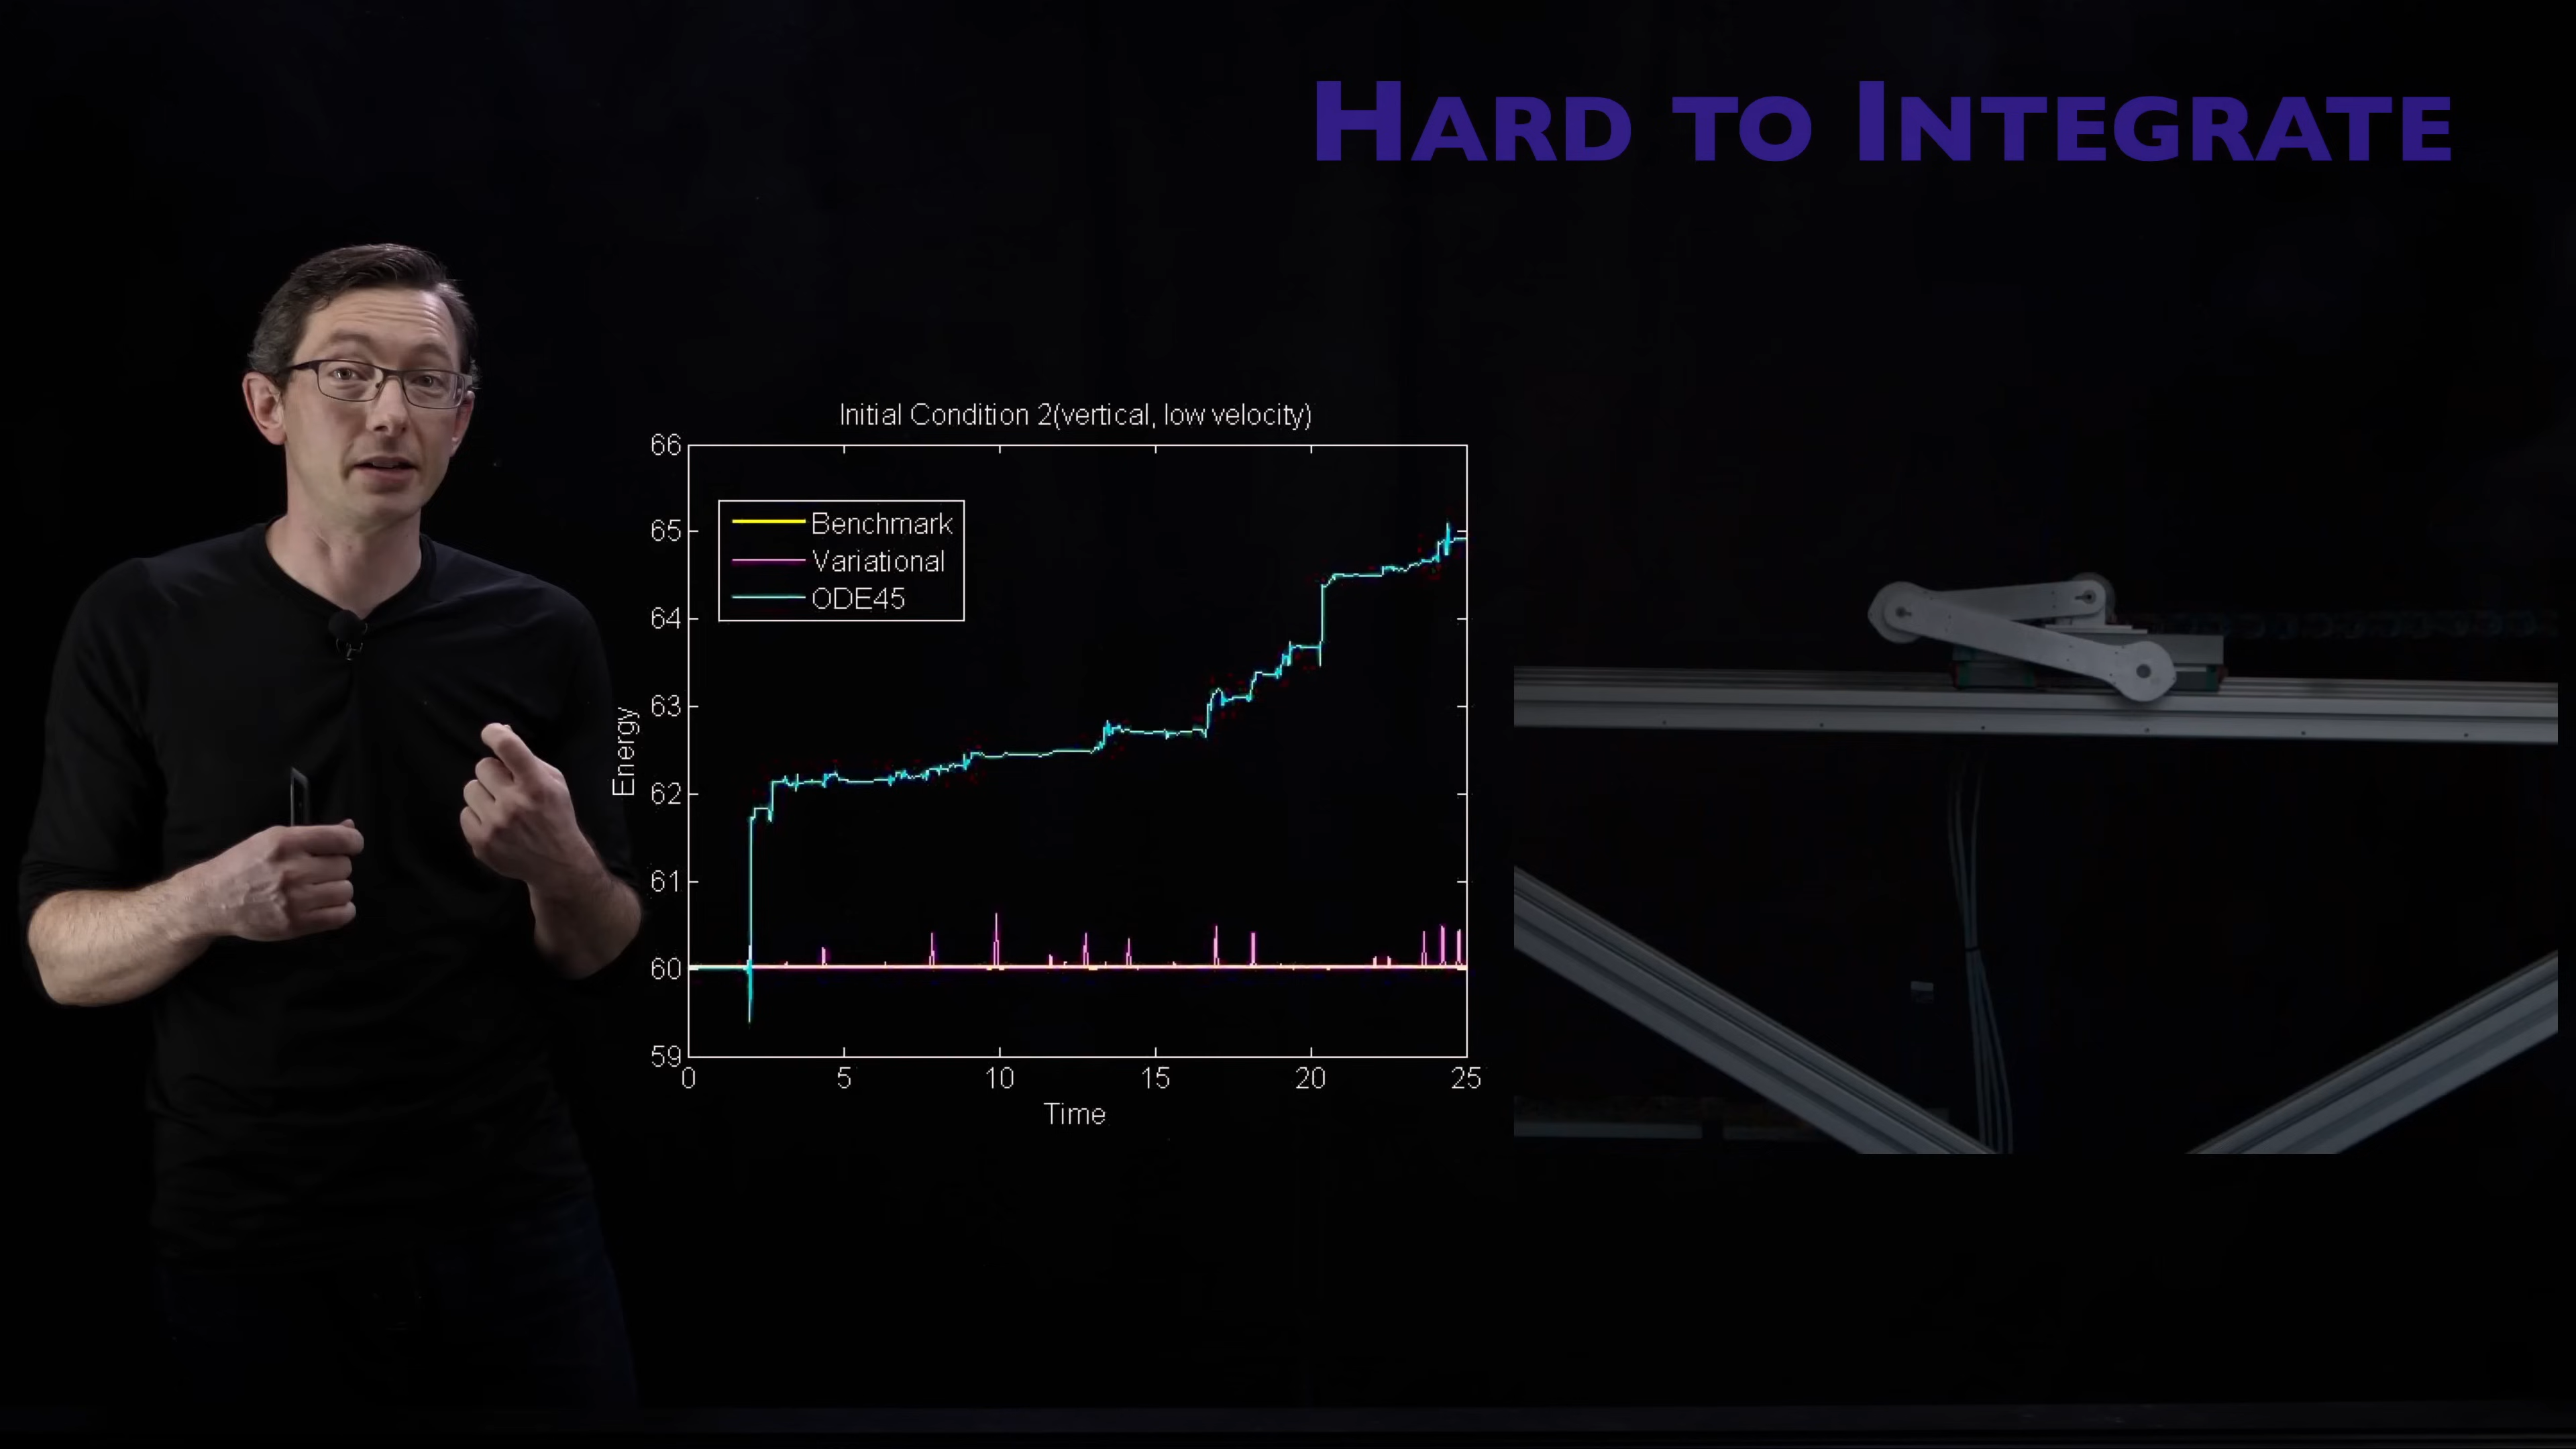 HARD TO INTEGRATE
Initial Condition 2(vertical, low velocity)
66
65
64
63
62
61
60
59
Energy
Benchmark
Variational
ODE45
0 5 10 15 20 25
Time